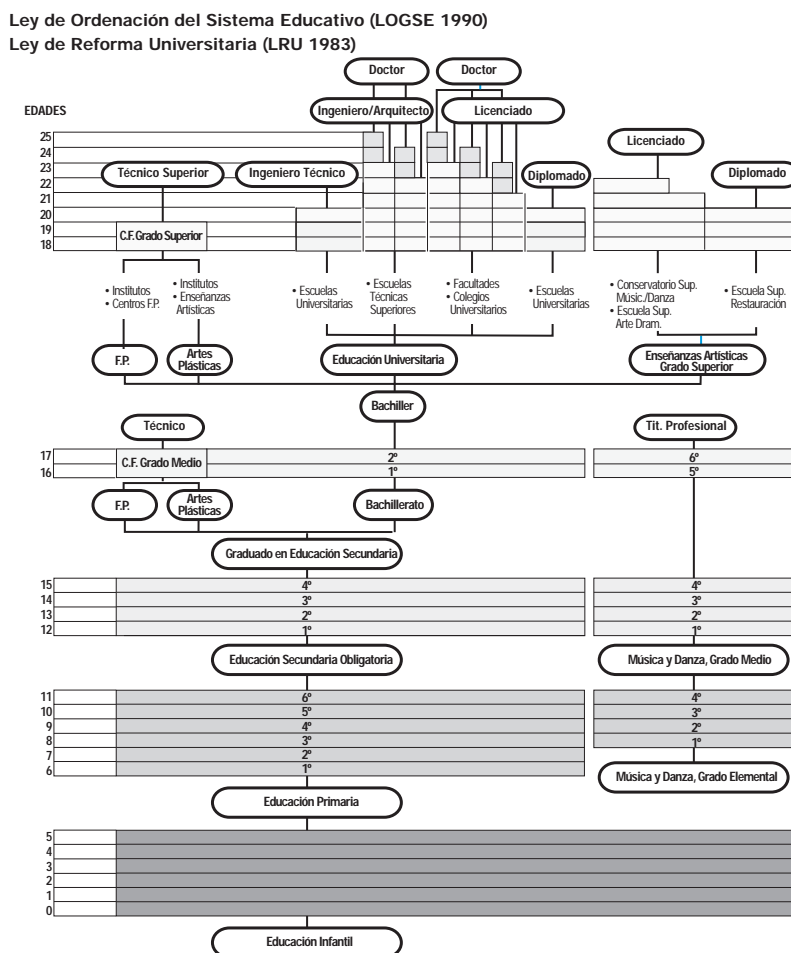 Ley de Ordenación del Sistema Educativo (LOGSE 1990)
Ley de Reforma Universitaria (LRU 1983)
Doctor
Doctor
EDADES
Ingeniero/Arquitecto
Licenciado
25
24
23
22
21
20
19
18
Técnico Superior
Ingeniero Técnico
Diplomado
Licenciado
Diplomado
C.F. Grado Superior
• Institutos
• Centros F.P.
• Institutos
• Enseñanzas
Artísticas
• Escuelas
Universitarias
• Escuelas
Técnicas
Superiores
• Facultades
• Colegios
Universitarios
• Escuelas
Universitarias
• Conservatorio Sup.
Músic./Danza
• Escuela Sup.
Arte Dram.
• Escuela Sup.
Restauración
F.P.
Artes
Plásticas
Educación Universitaria
Enseñanzas Artísticas
Grado Superior
Bachiller
Técnico
Tit. Profesional
17
16
C.F. Grado Medio
2º
1º
6º
5º
F.P.
Artes
Plásticas
Bachillerato
Graduado en Educación Secundaria
15
14
13
12
4º
3º
2º
1º
4º
3º
2º
1º
Educación Secundaria Obligatoria
Música y Danza, Grado Medio
11
10
9
8
7
6
6º
5º
4º
3º
2º
1º
4º
3º
2º
1º
Música y Danza, Grado Elemental
Educación Primaria
5
4
3
2
1
0
Educación Infantil